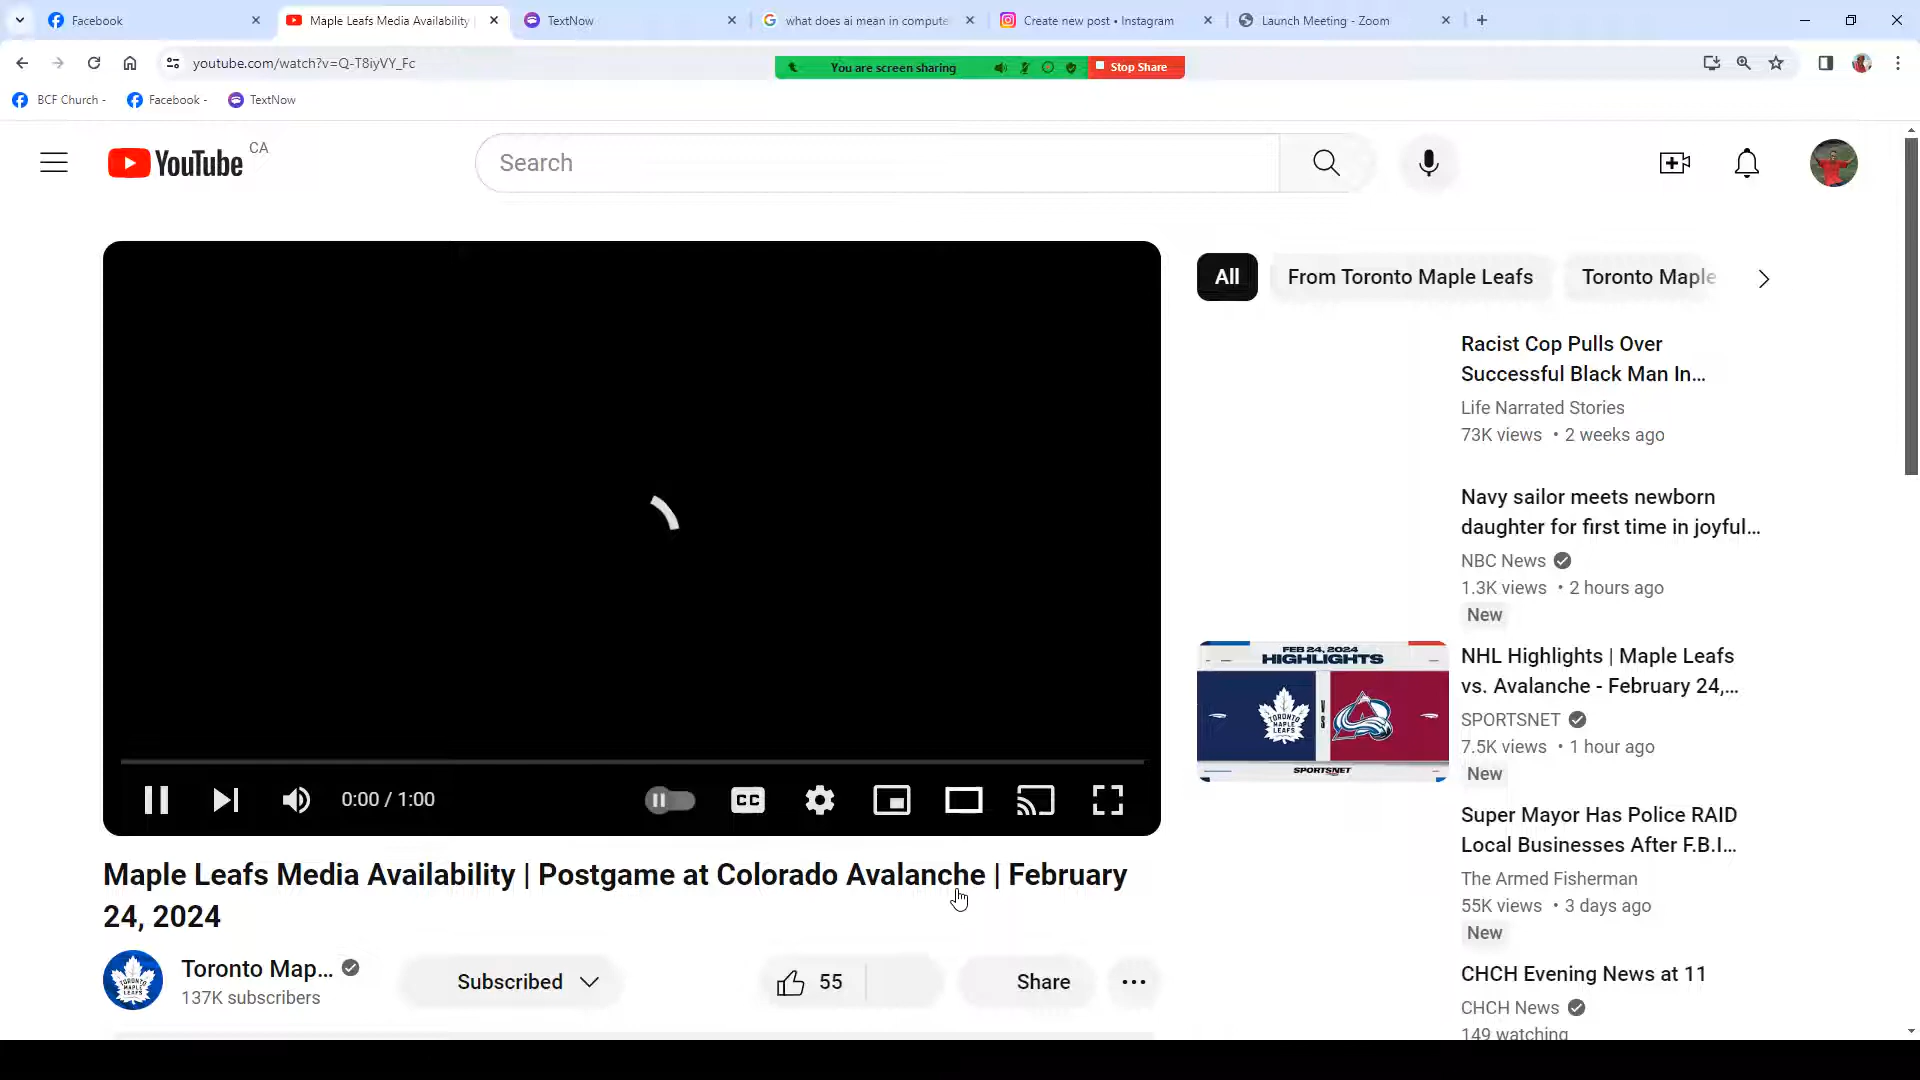 Facebook
Maple Leafs Media Availability
TextNow
what does ai mean in compute
Create new post • Instagram
Launch Meeting - Zoom
youtube.com/watch?v=Q-T8iyVY_Fc
You are screen sharing
Stop Share
BCF Church -
Facebook -
TextNow
YouTube CA
Search
All
From Toronto Maple Leafs
Toronto Maple
Racist Cop Pulls Over
Successful Black Man In...
Life Narrated Stories
73K views • 2 weeks ago
Navy sailor meets newborn
daughter for first time in joyful...
NBC News
1.3K views • 2 hours ago
New
FEB 24, 2024
HIGHLIGHTS
TORONTO
MAPLE
LEAFS
SPORTSNET
NHL Highlights | Maple Leafs
vs. Avalanche - February 24,...
SPORTSNET
7.5K views • 1 hour ago
New
Super Mayor Has Police RAID
Local Businesses After F.B.I...
The Armed Fisherman
55K views • 3 days ago
New
CHCH Evening News at 11
CHCH News
149 watching
0:00 / 1:00
CC
Maple Leafs Media Availability | Postgame at Colorado Avalanche | February
24, 2024
TORONTO
MAPLE
LEAFS
Toronto Map...
137K subscribers
Subscribed
55
Share